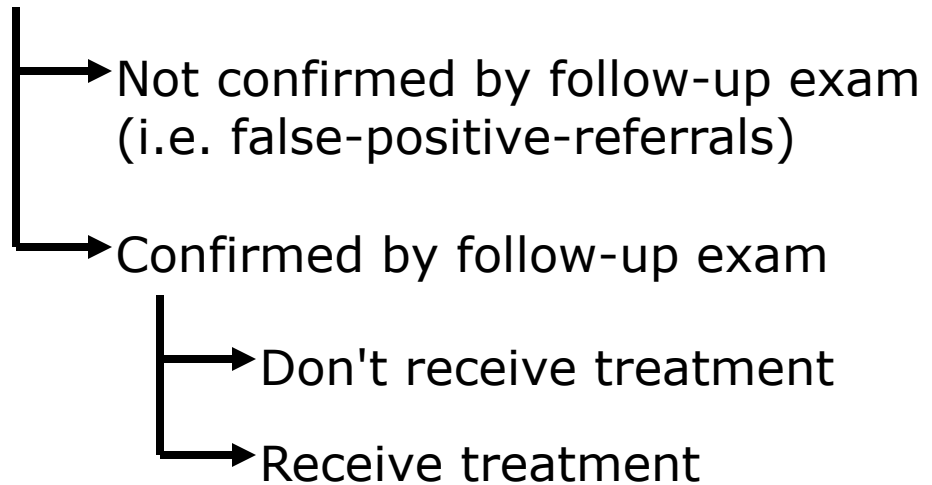 Not confirmed by follow-up exam
(i.e. false-positive-referrals)
Confirmed by follow-up exam
Don't receive treatment
Receive treatment